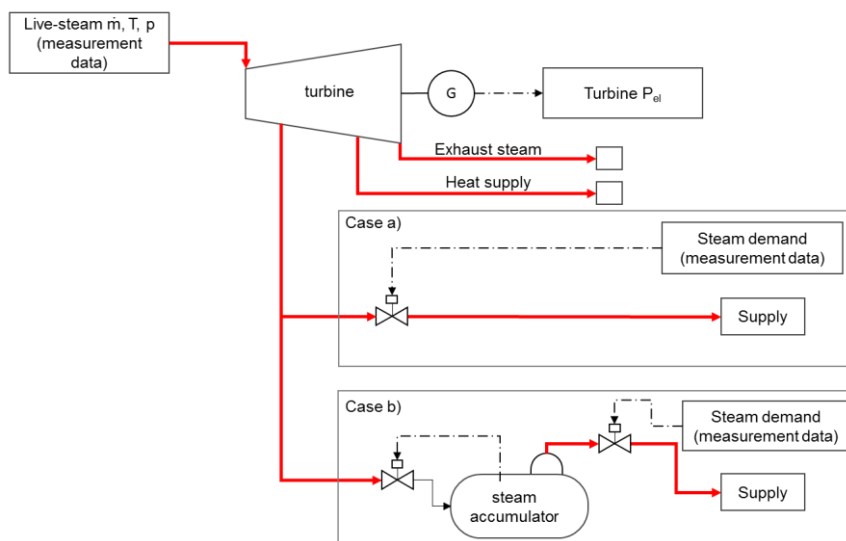 Live-steam ṁ, T, p
(measurement
data)
turbine
G
Turbine Pel
Exhaust steam
Heat supply
Case a)
Steam demand
(measurement data)
Supply
Case b)
Steam demand
(measurement data)
steam
accumulator
Supply